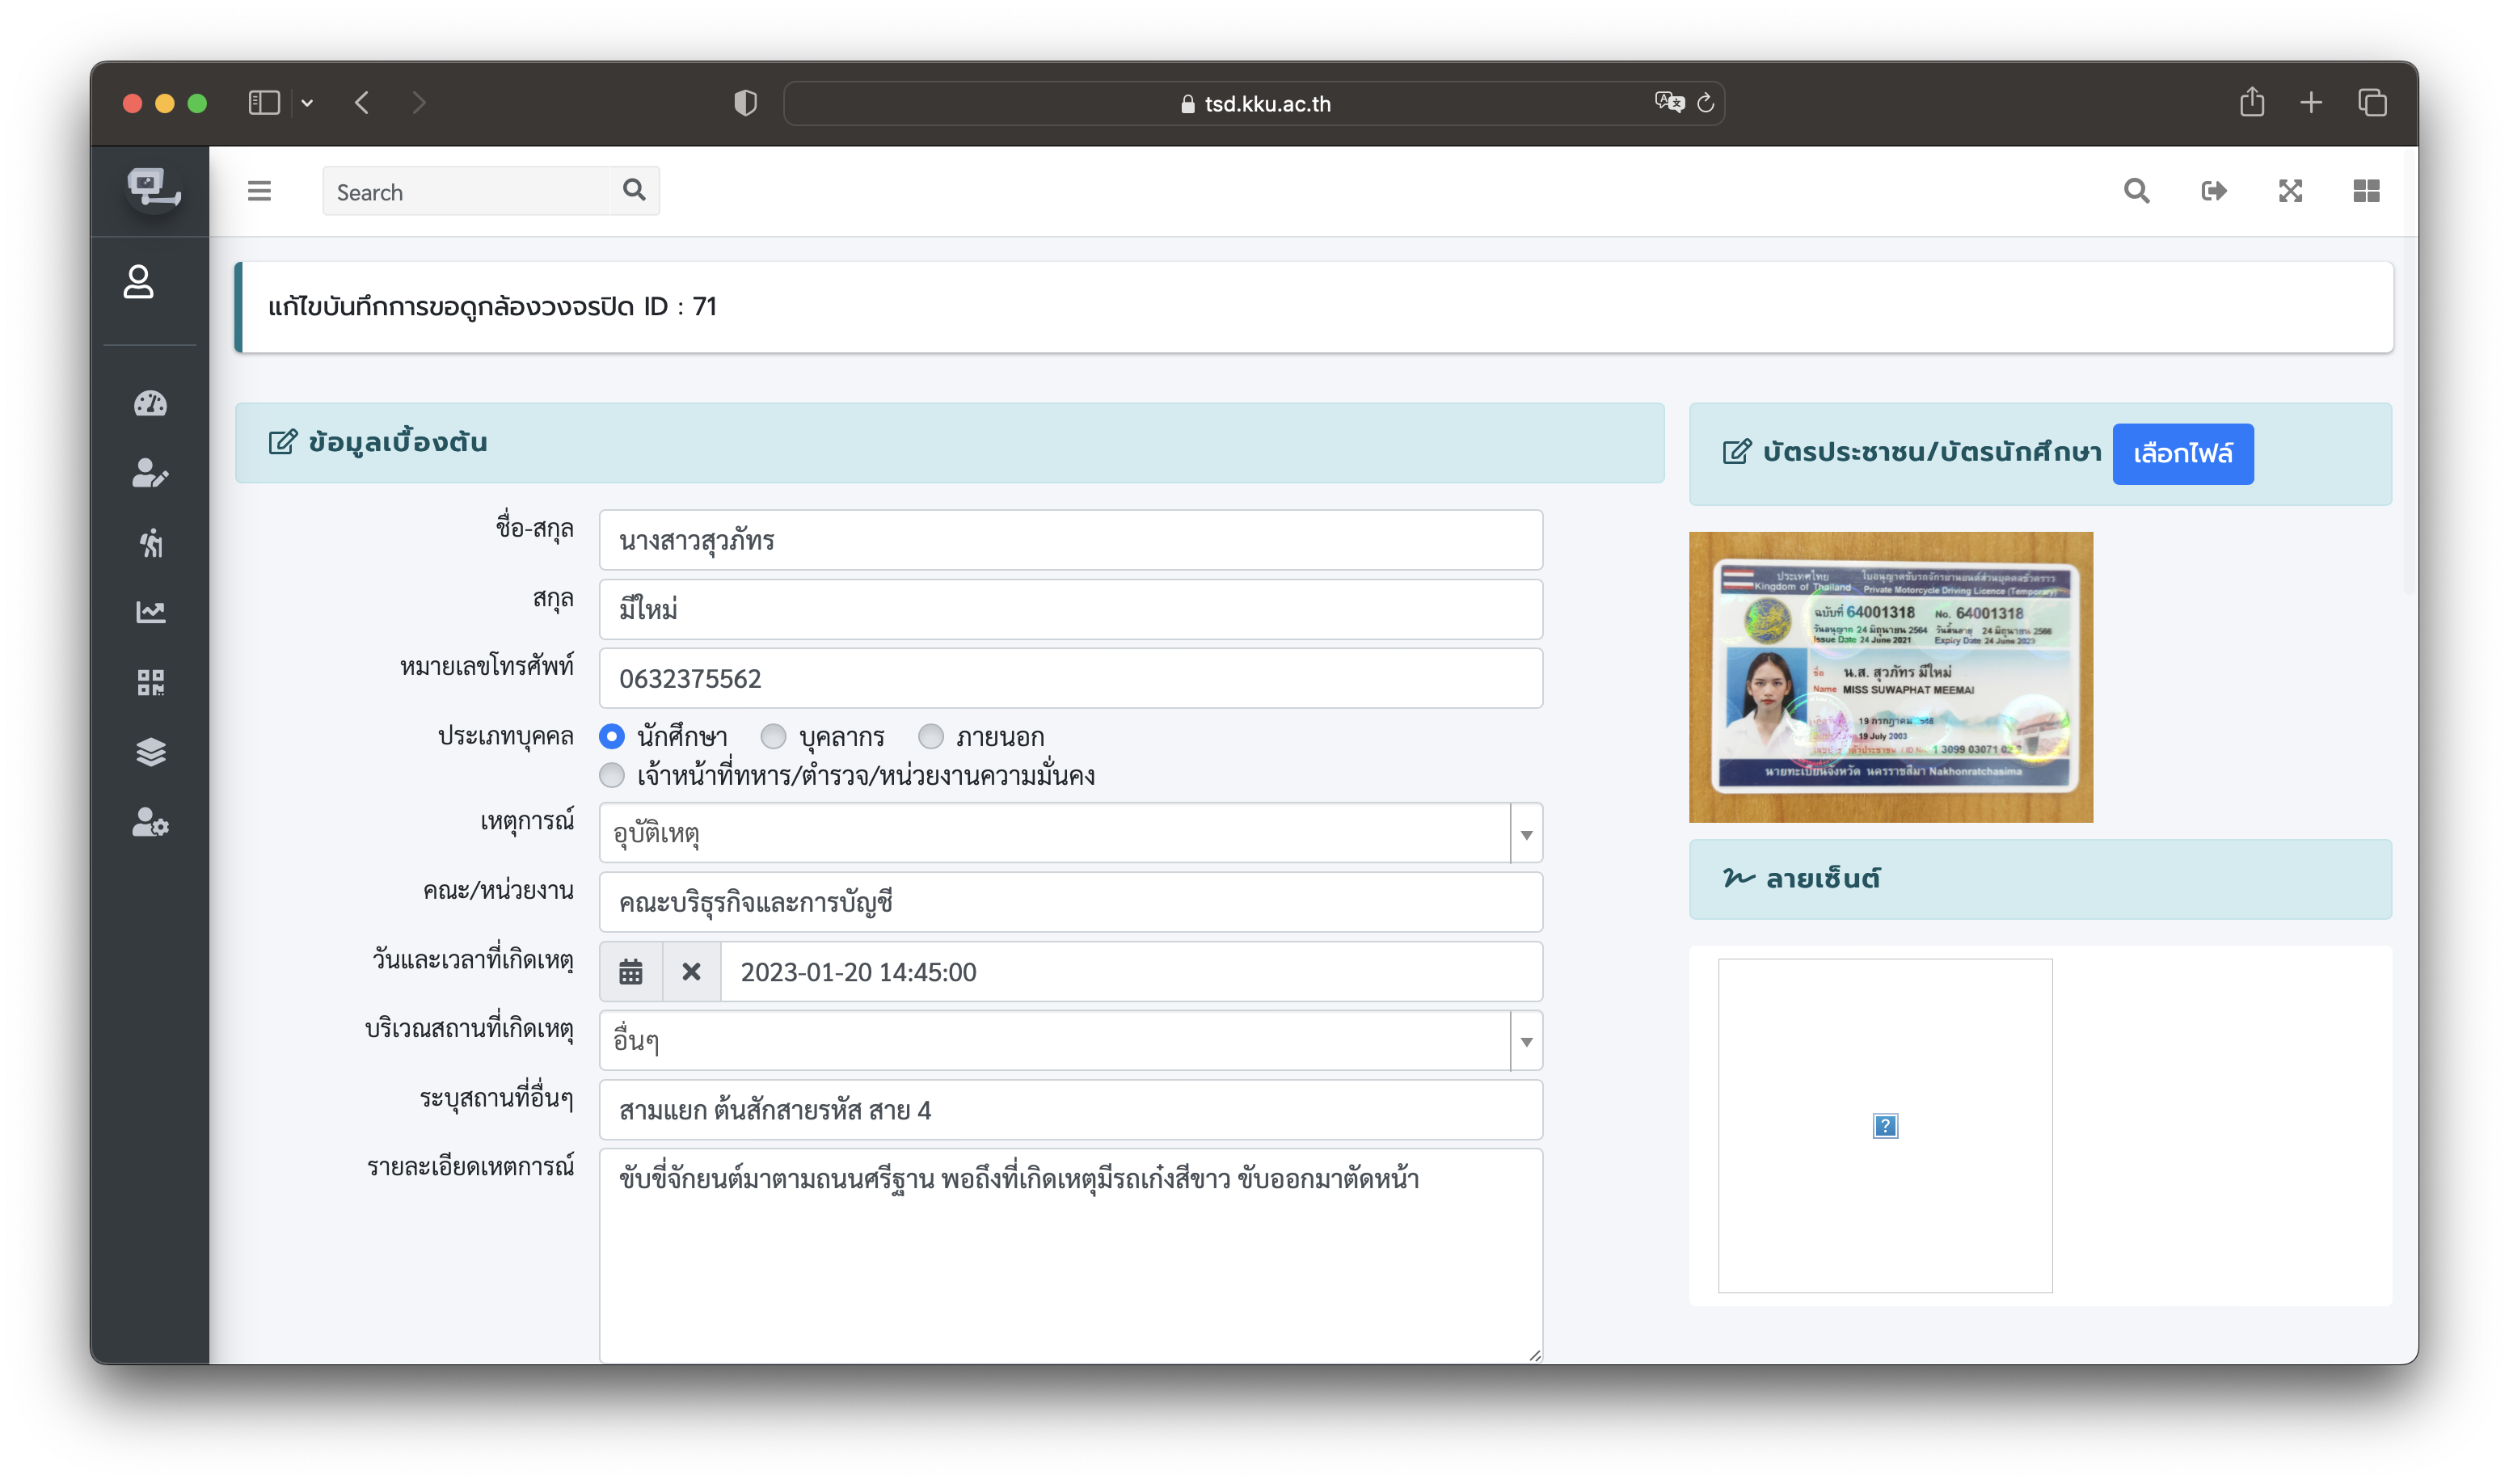 tsd.kku.ac.th
Search
แก้ไขบันทึกการขอดูกล้องวงจรปิด ID : 71
ข้อมูลเบื้องต้น
ชื่อ-สกุล
นางสาวสุวภัทร
สกุล
มีใหม่
หมายเลขโทรศัพท์
0632375562
ประเภทบุคคล
นักศึกษา
บุคลากร
ภายนอก
เจ้าหน้าที่ทหาร/ตำรวจ/หน่วยงานความมั่นคง
เหตุการณ์
อุบัติเหตุ
คณะ/หน่วยงาน
คณะบริธุรกิจและการบัญชี
วันและเวลาที่เกิดเหตุ
2023-01-20 14:45:00
บริเวณสถานที่เกิดเหตุ
อื่นๆ
ระบุสถานที่อื่นๆ
สามแยก ต้นสักสายรหัส สาย 4
รายละเอียดเหตการณ์
ขับขี่จักยนต์มาตามถนนศรีฐาน พอถึงที่เกิดเหตุมีรถเก๋งสีขาว ขับออกมาตัดหน้า
บัตรประชาชน/บัตรนักศึกษา
เลือกไฟล์
ประเทศไทย ใบอนุญาตขับรถจักรยานยนต์ส่วนบุคคลชั่วคราว
Kingdom of Thailand Private Motorcycle Driving Licence (Temporary)
ฉบับที่ 64001318 No. 64001318
วันอนุญาต 24 มิถุนายน 2564 วันสิ้นอายุ 24 มิถุนายน 2566
Issue Date 24 June 2021 Expiry Date 24 June 2023
ชื่อ น.ส. สุวภัทร มีใหม่
Name MISS SUWAPHAT MEEMAI
19 กรกฎาคม
19 July 2003
1 3099 03071
นายทะเบียนจังหวัด นครราชสีมา Nakhonratchasima
ลายเซ็นต์